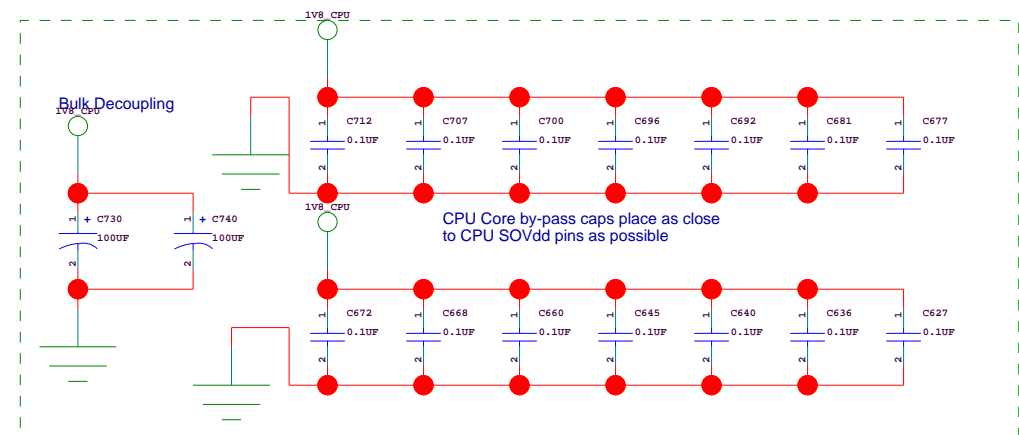 1V8_CPU
Bulk Decoupling
1V8_CPU
1 C712 0.1UF 2
1 C707 0.1UF 2
1 C700 0.1UF 2
1 C696 0.1UF 2
1 C692 0.1UF 2
1 C681 0.1UF 2
1 C677 0.1UF 2
1 + C730 100UF 2
1 + C740 100UF 2
1V8_CPU
CPU Core by-pass caps place as close
to CPU SOVdd pins as possible
1 C672 0.1UF 2
1 C668 0.1UF 2
1 C660 0.1UF 2
1 C645 0.1UF 2
1 C640 0.1UF 2
1 C636 0.1UF 2
1 C627 0.1UF 2